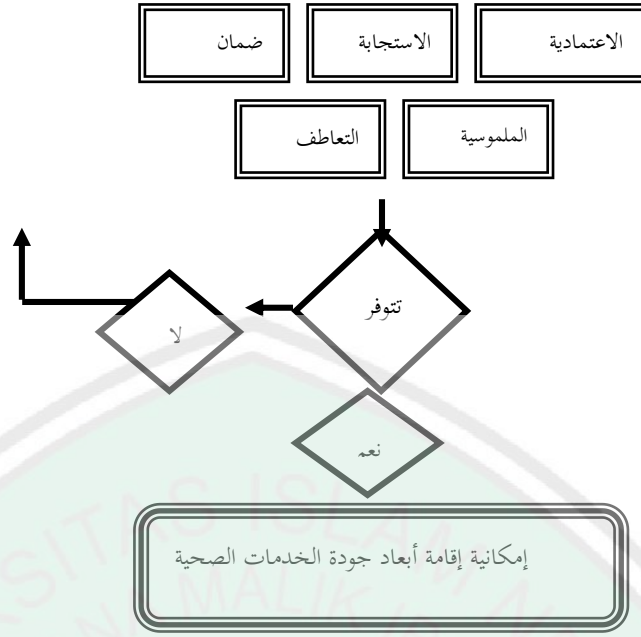 الاعتمادية
الاستجابة
ضمان
الملموسية
التعاطف
تتوفر
لا
نعم
إمكانية إقامة أبعاد جودة الخدمات الصحية